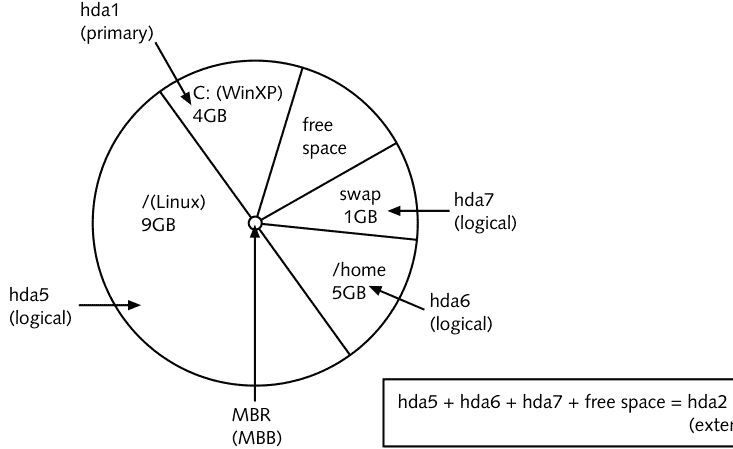 hda1
(primary)
C: (WinXP)
4GB
free
space
/(Linux)
9GB
swap
1GB
hda7
(logical)
/home
5GB
hda5
(logical)
hda6
(logical)
MBR
(MBB)
hda5 + hda6 + hda7 + free space = hda2
(exter